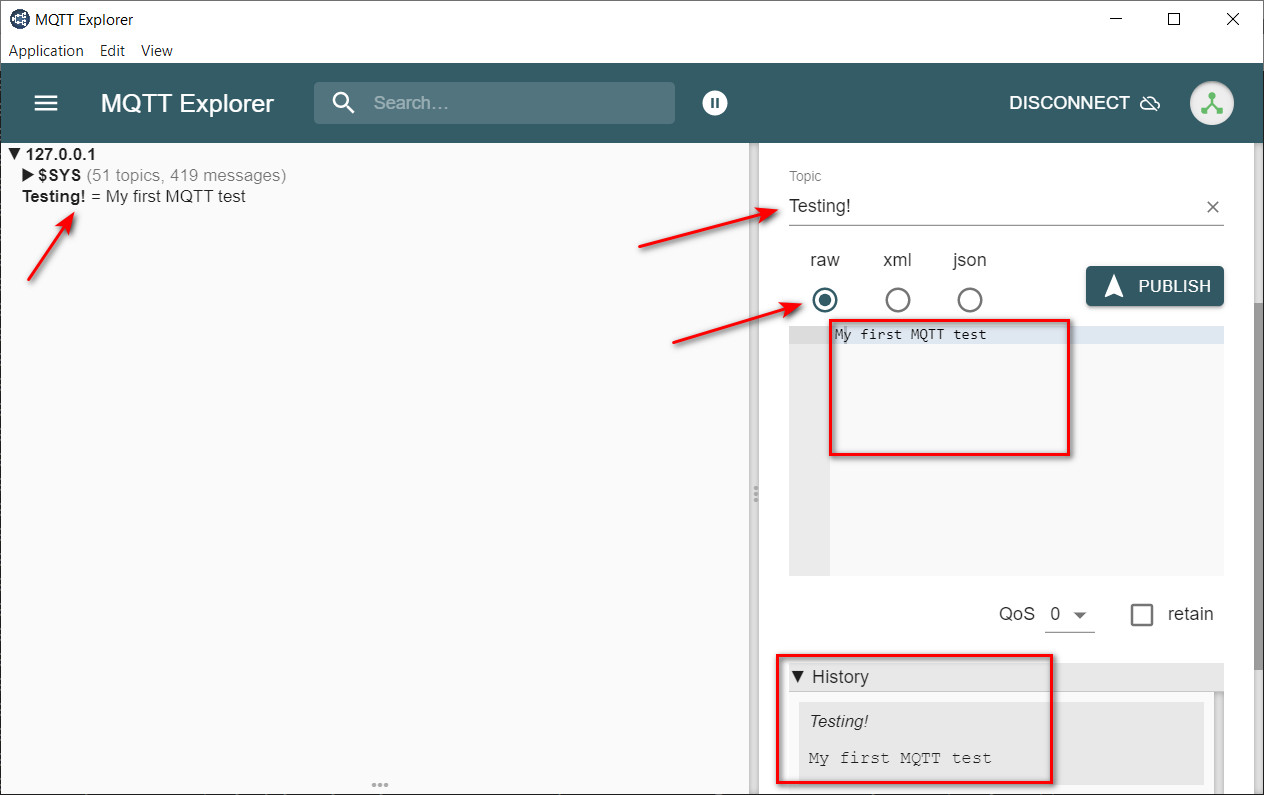 MQTT Explorer
Application Edit View
MQTT Explorer Search... DISCONNECT
▼ 127.0.0.1
▶ $SYS (51 topics, 419 messages)
Testing! = My first MQTT test
Topic
Testing!
raw xml json
PUBLISH
My first MQTT test
QoS 0 retain
▼ History
Testing!
My first MQTT test